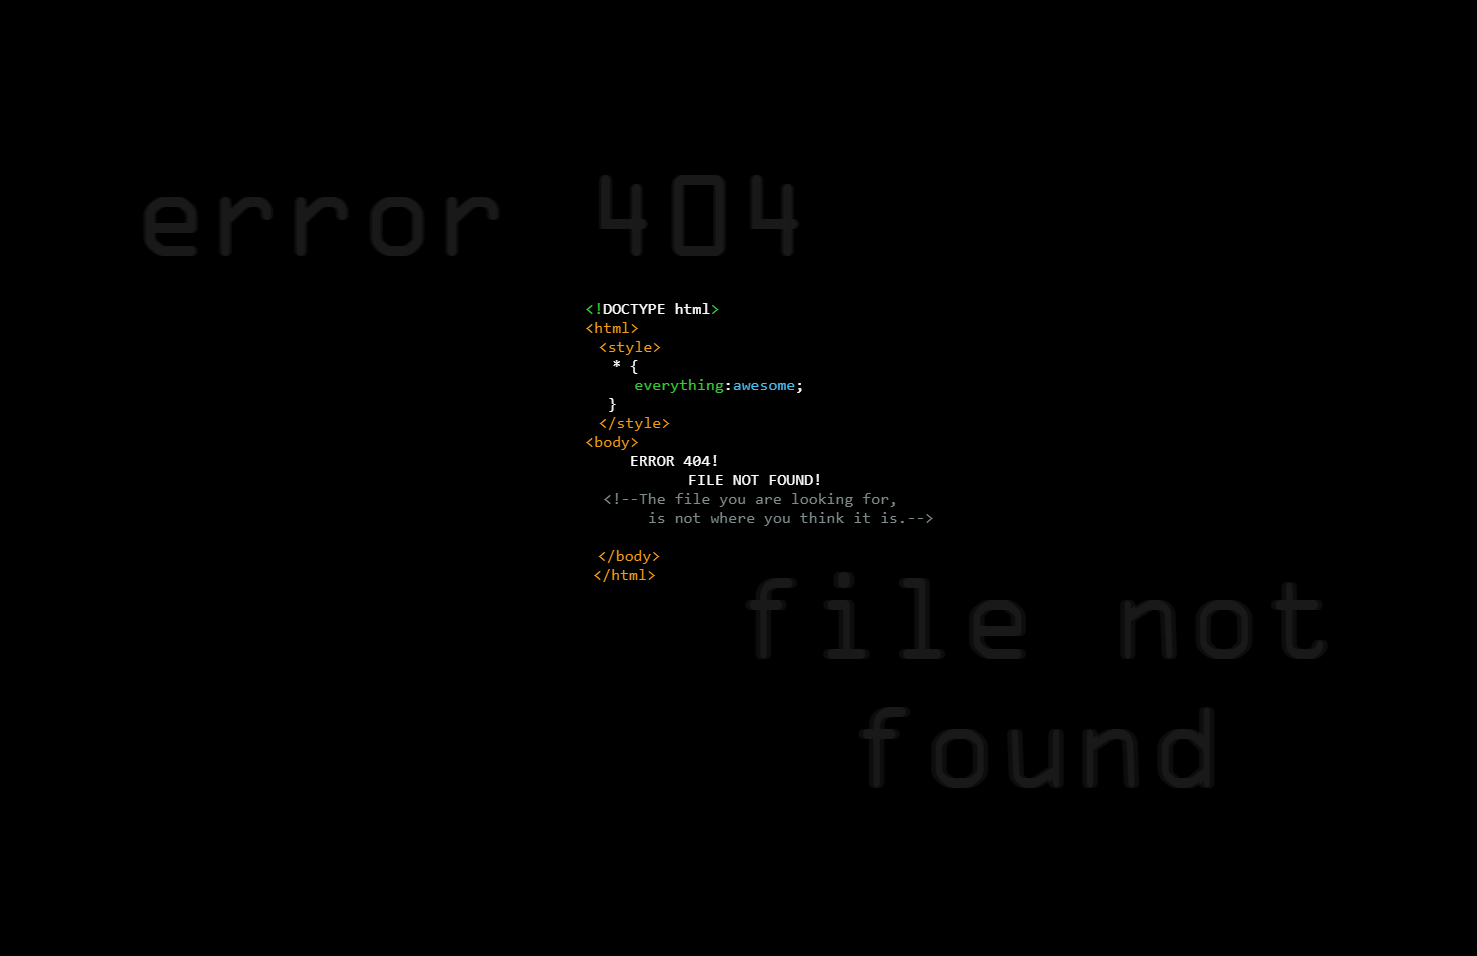 error 404
<!DOCTYPE html>
<html>
<style>
* {
everything:awesome;
}
</style>
<body>
ERROR 404!
FILE NOT FOUND!
<!--The file you are looking for,
is not where you think it is.-->
</body>
</html>
file not
found